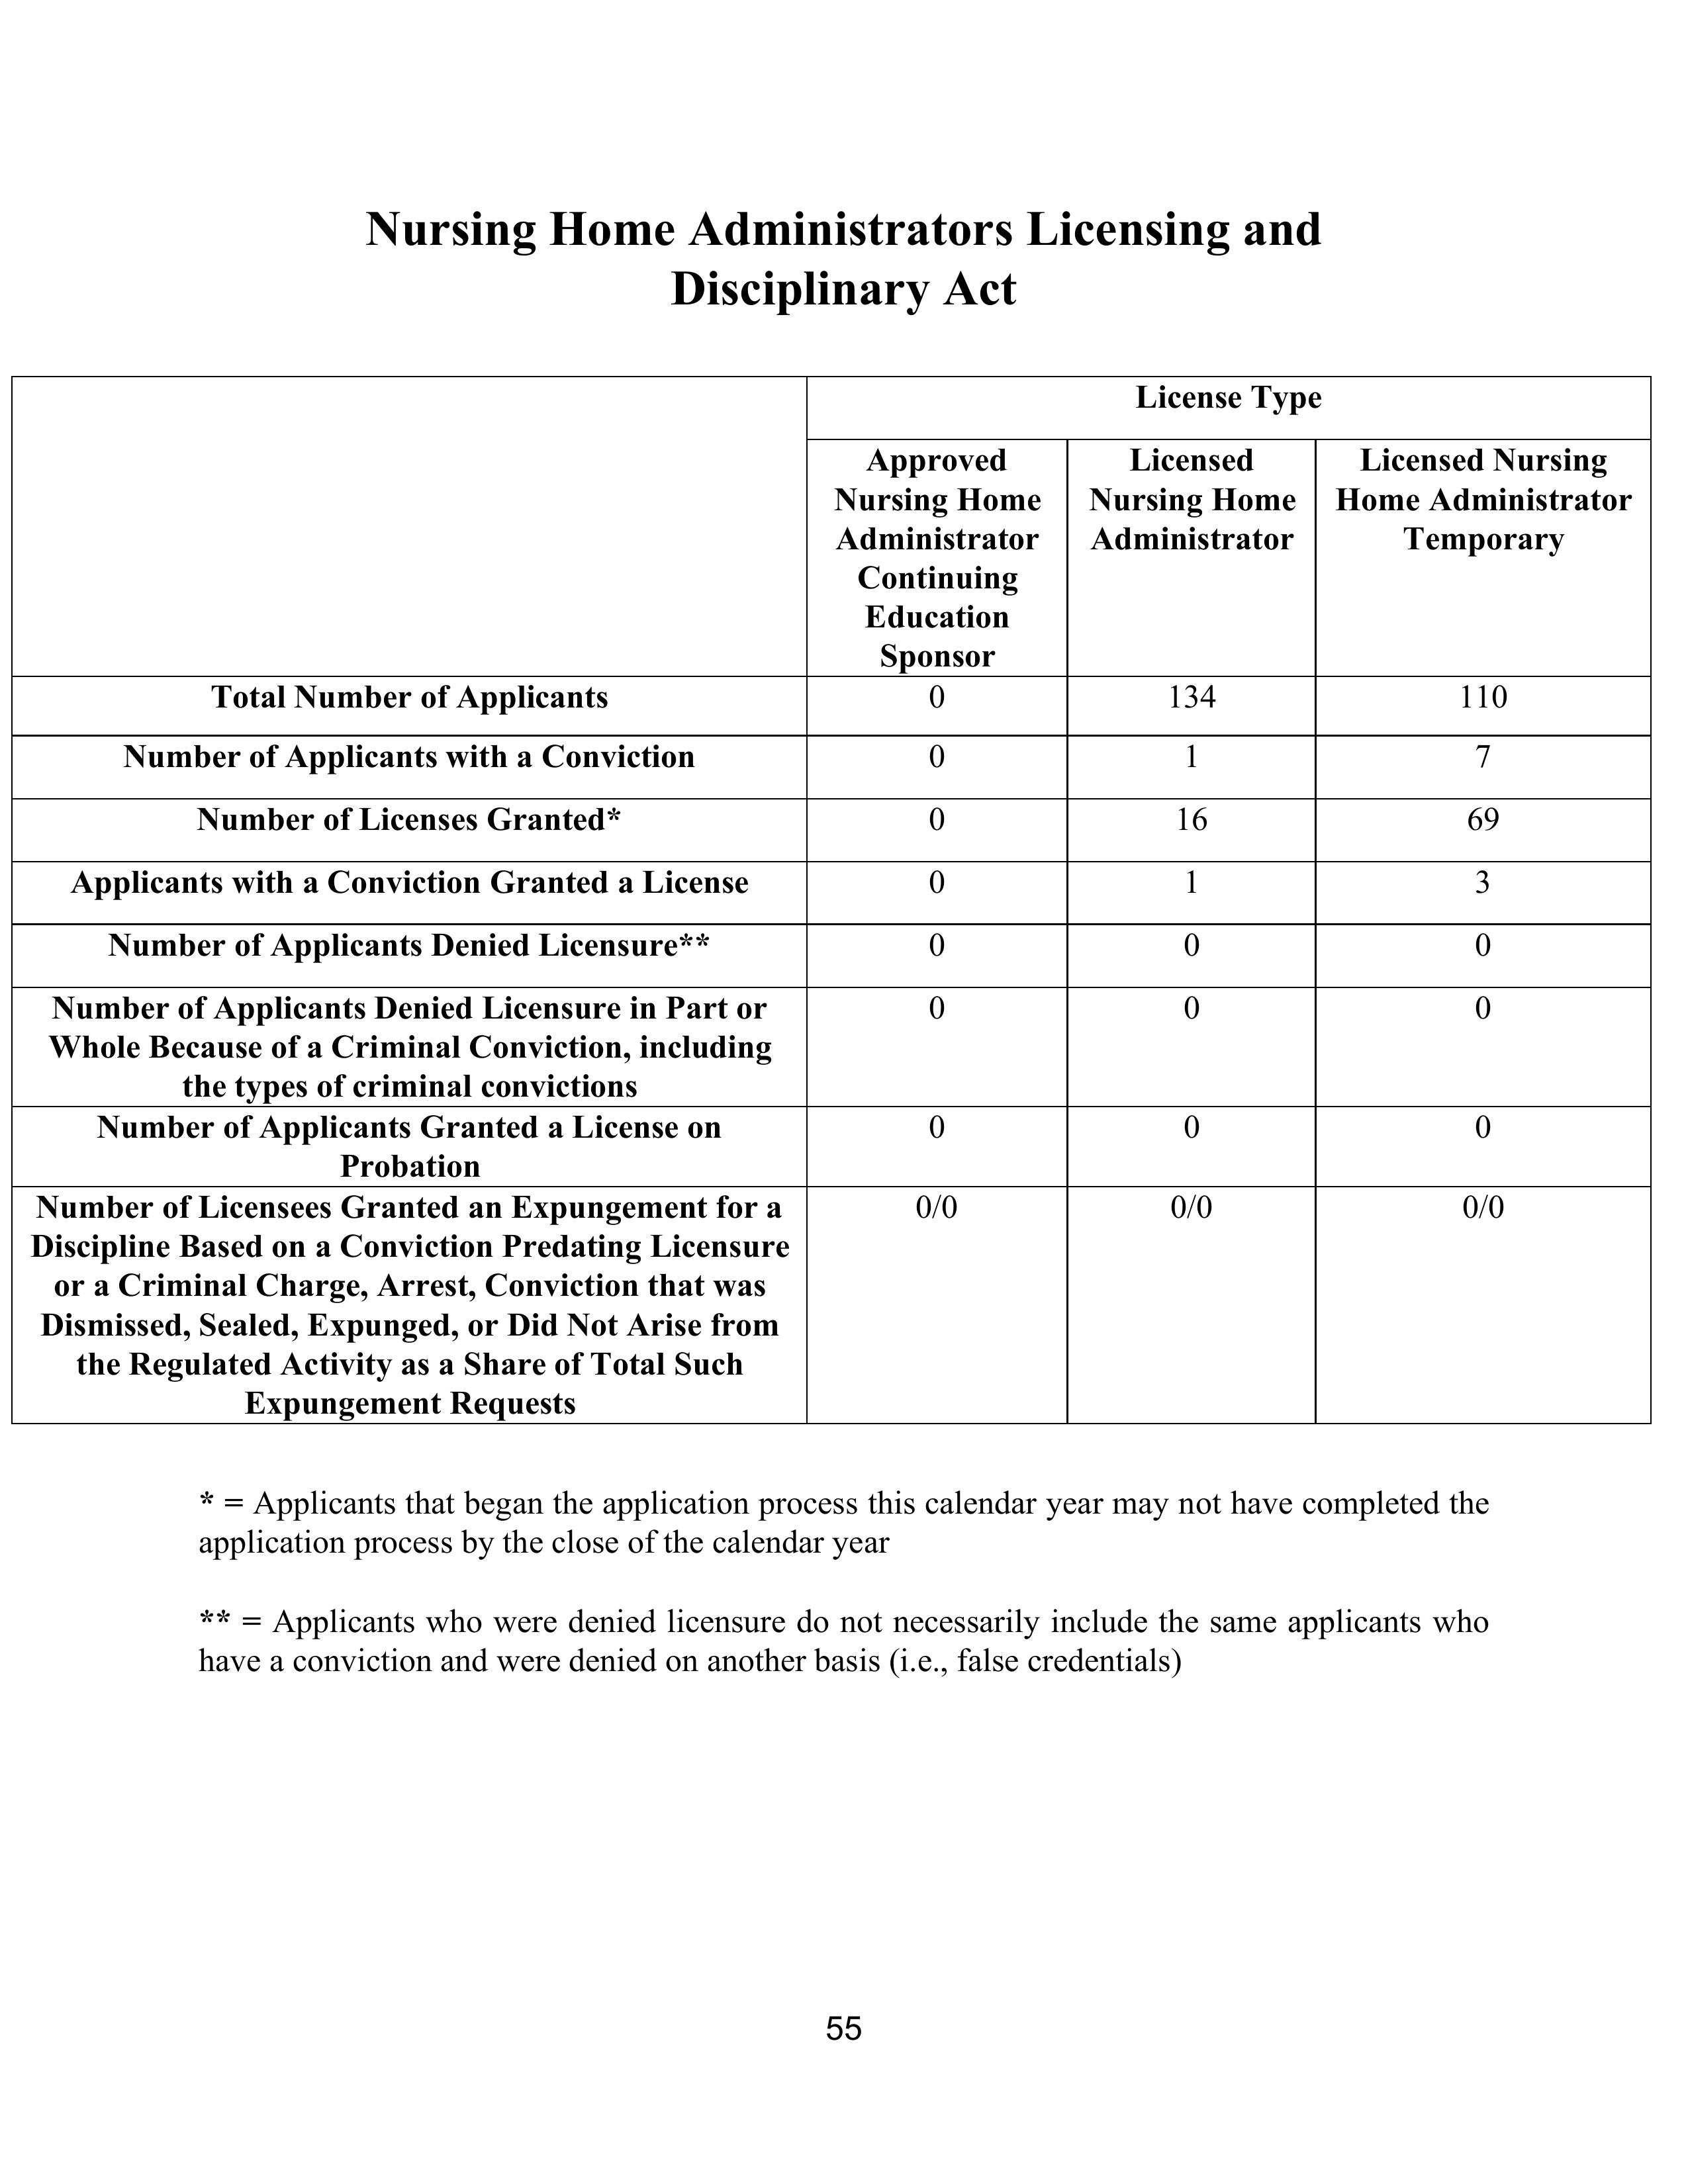 Nursing Home Administrators Licensing and
Disciplinary Act
License Type
Approved
Nursing Home
Administrator
Continuing
Education
Sponsor
Licensed
Nursing Home
Administrator
Licensed Nursing
Home Administrator
Temporary
Total Number of Applicants 0 134 110
Number of Applicants with a Conviction 0 1 7
Number of Licenses Granted* 0 16 69
Applicants with a Conviction Granted a License 0 1 3
Number of Applicants Denied Licensure** 0 0 0
Number of Applicants Denied Licensure in Part or 0 0 0
Whole Because of a Criminal Conviction, including
the types of criminal convictions
Number of Applicants Granted a License on 0 0 0
Probation
Number of Licensees Granted an Expungement for a 0/0 0/0 0/0
Discipline Based on a Conviction Predating Licensure
or a Criminal Charge, Arrest, Conviction that was
Dismissed, Sealed, Expunged, or Did Not Arise from
the Regulated Activity as a Share of Total Such
Expungement Requests
* = Applicants that began the application process this calendar year may not have completed the
application process by the close of the calendar year
** = Applicants who were denied licensure do not necessarily include the same applicants who
have a conviction and were denied on another basis (i.e., false credentials)
55